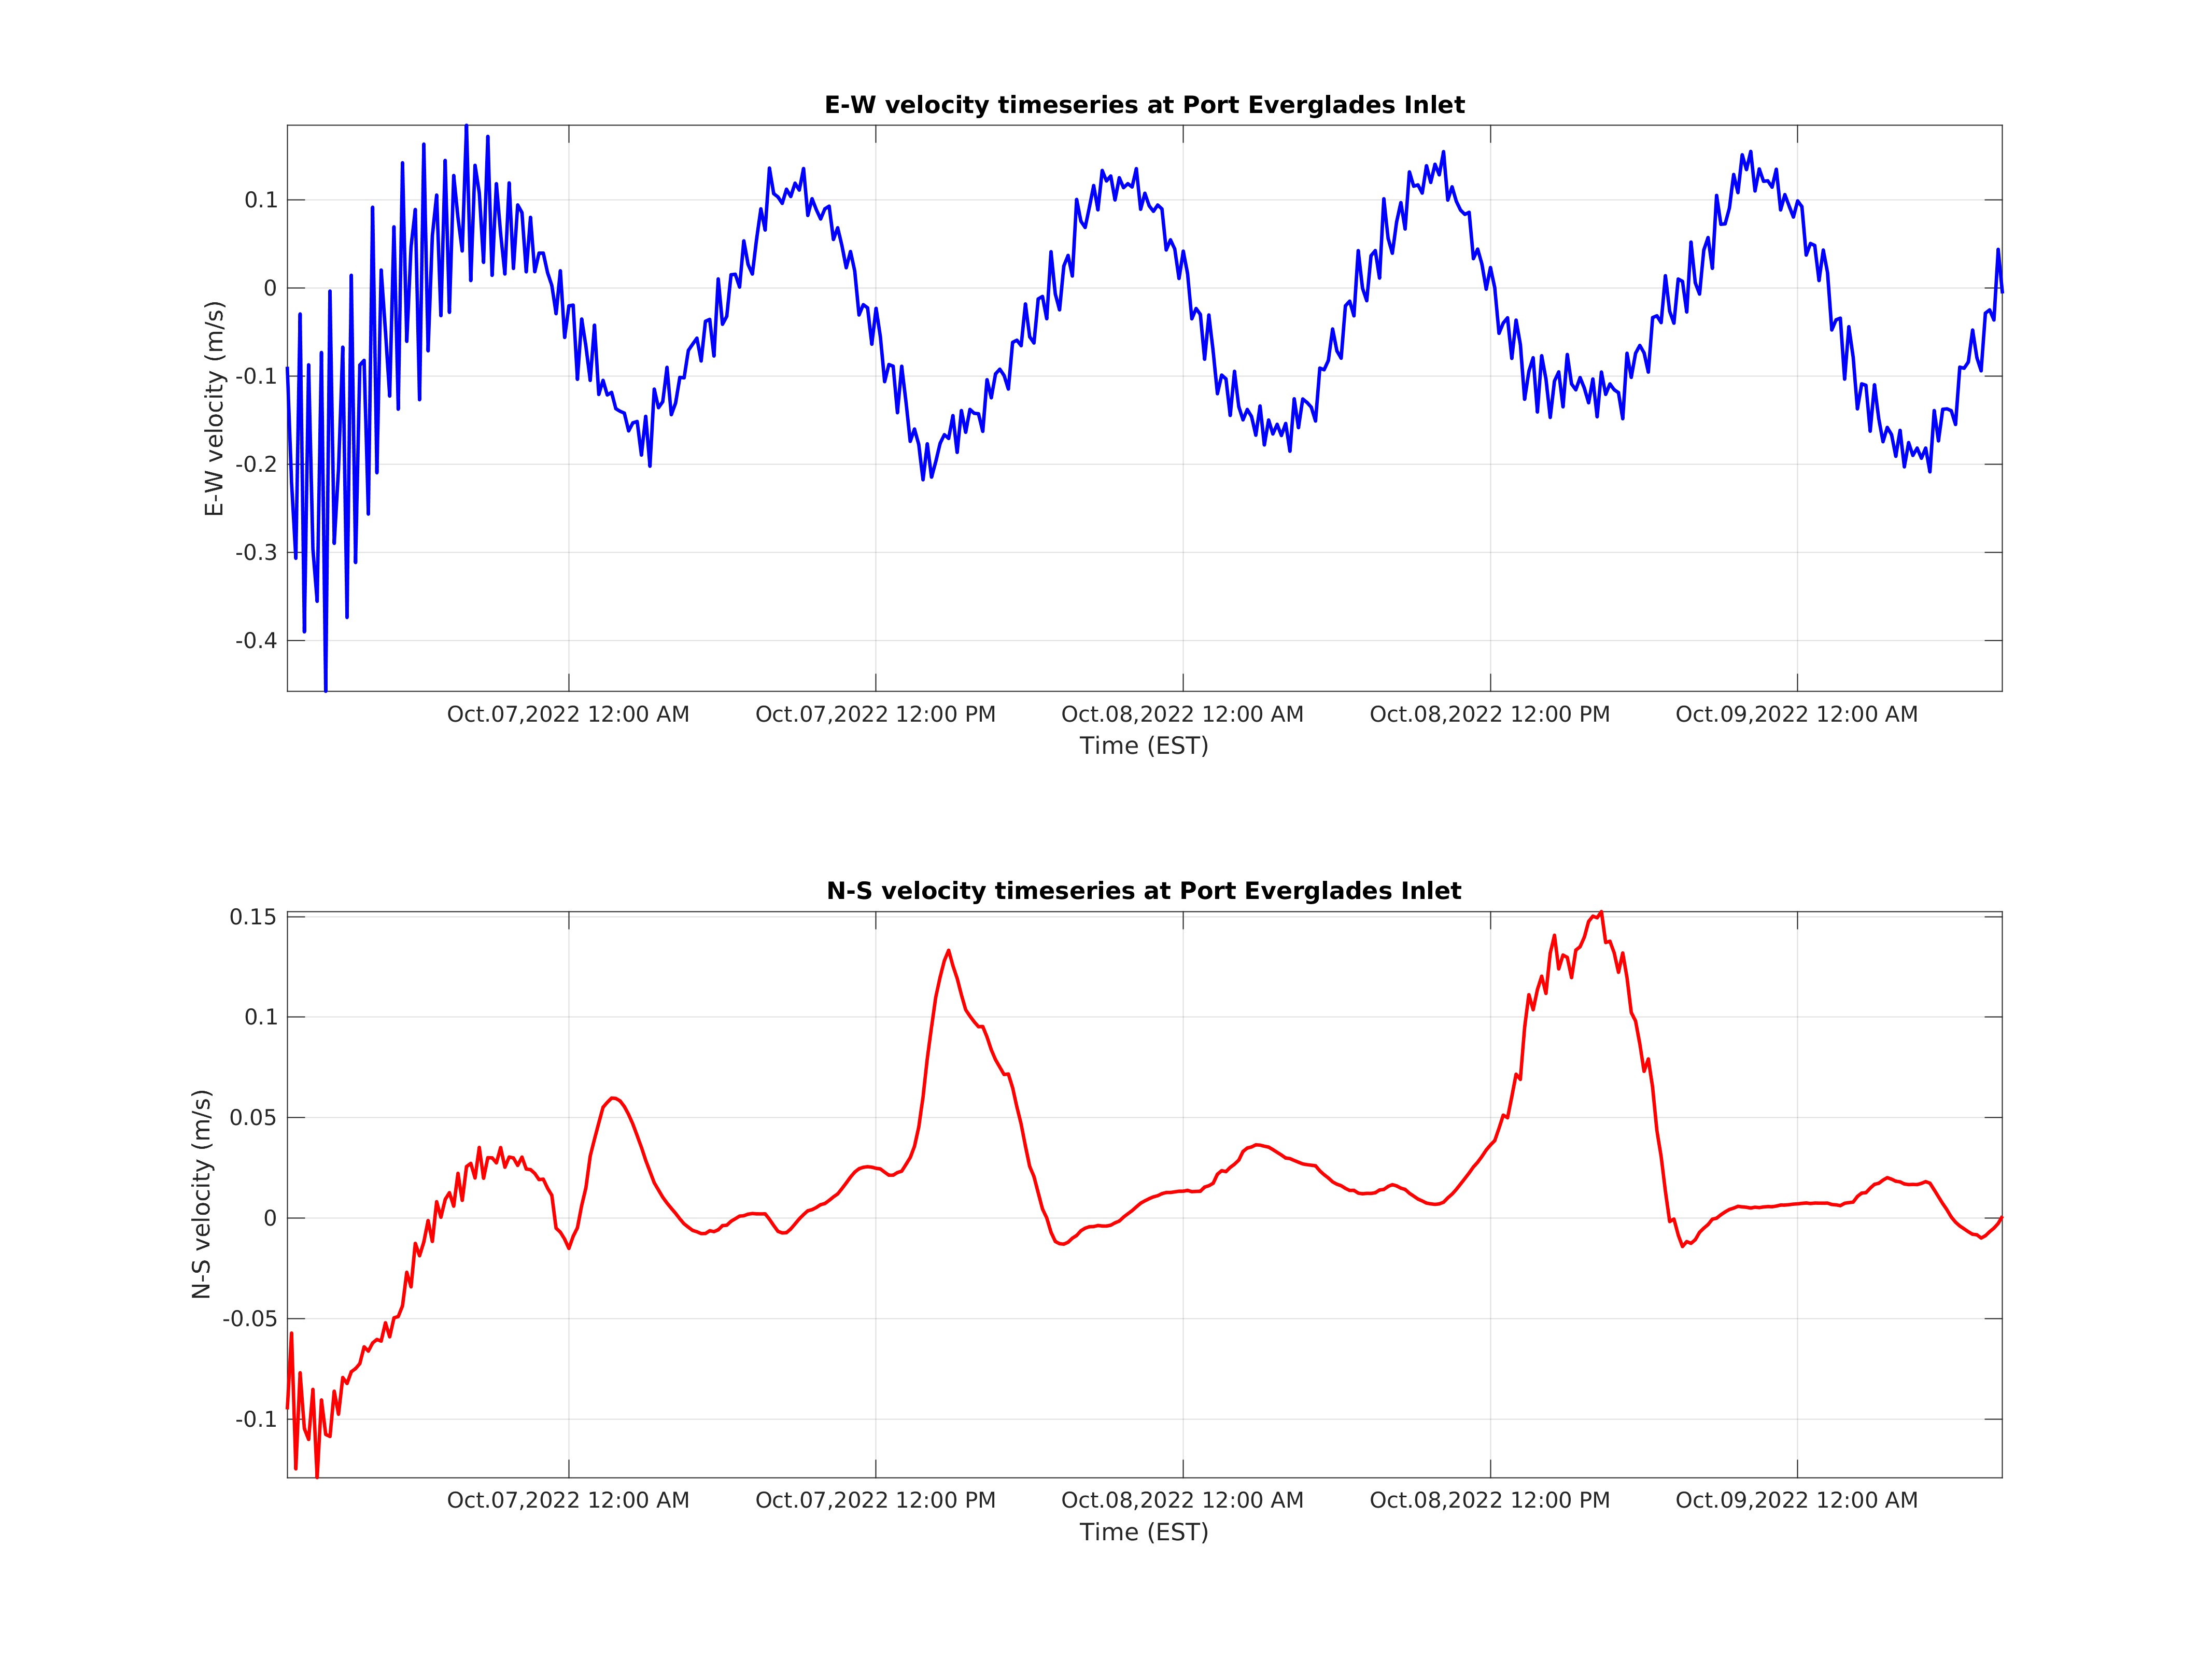 E-W velocity timeseries at Port Everglades Inlet
E-W velocity (m/s)
0.1
0
-0.1
-0.2
-0.3
-0.4
Oct.07,2022 12:00 AM Oct.07,2022 12:00 PM Oct.08,2022 12:00 AM Oct.08,2022 12:00 PM Oct.09,2022 12:00 AM
Time (EST)
N-S velocity timeseries at Port Everglades Inlet
N-S velocity (m/s)
0.15
0.1
0.05
0
-0.05
-0.1
Oct.07,2022 12:00 AM Oct.07,2022 12:00 PM Oct.08,2022 12:00 AM Oct.08,2022 12:00 PM Oct.09,2022 12:00 AM
Time (EST)